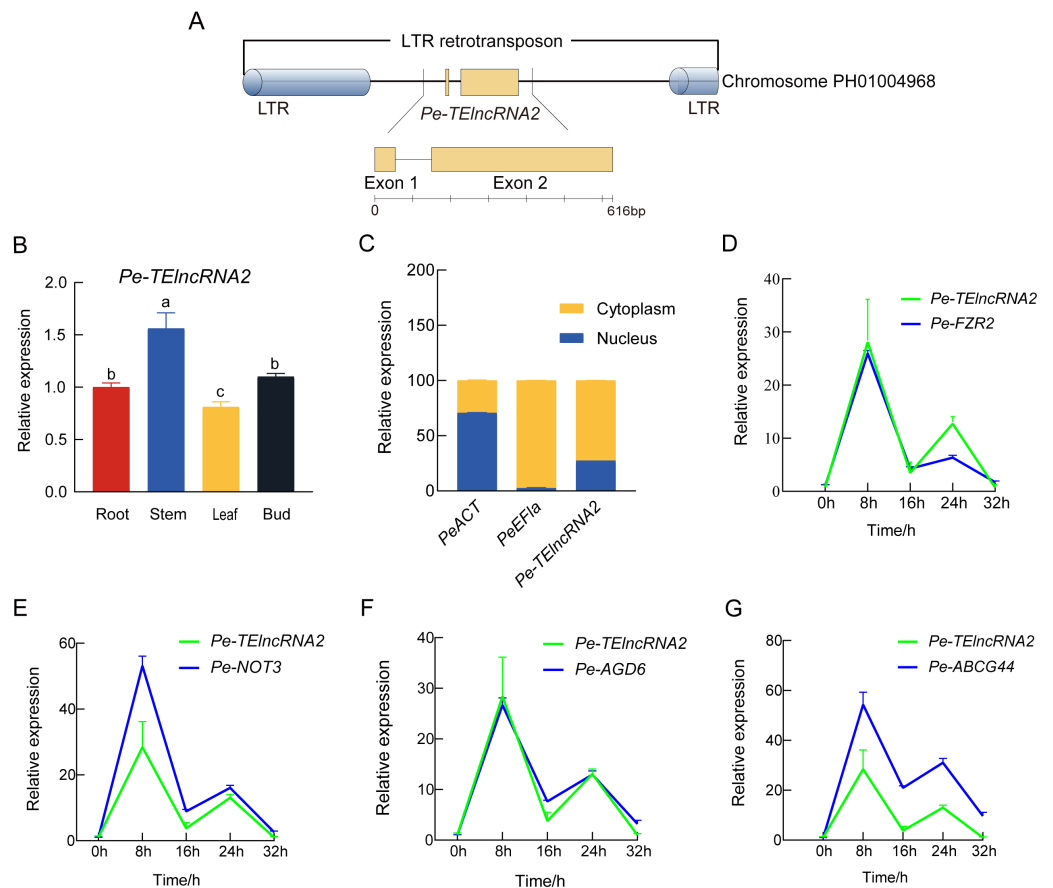 A
LTR retrotransposon
Chromosome PH01004968
LTR
Pe-TElncRNA2
LTR
Exon 1
Exon 2
0
616bp
B
Pe-TElncRNA2
Relative expression
2.0
1.5
1.0
0.5
0.0
b
a
c
b
Root
Stem
Leaf
Bud
C
Relative expression
200
150
100
50
0
Cytoplasm
Nucleus
PeACT
PeEFla
Pe-TElncRNA2
D
Relative expression
40
30
20
10
0
Pe-TElncRNA2
Pe-FZR2
0h
8h
16h
24h
32h
Time/h
E
Relative expression
60
40
20
0
Pe-TElncRNA2
Pe-NOT3
0h
8h
16h
24h
32h
Time/h
F
Relative expression
40
30
20
10
0
Pe-TElncRNA2
Pe-AGD6
0h
8h
16h
24h
32h
Time/h
G
Relative expression
80
60
40
20
0
Pe-TElncRNA2
Pe-ABCG44
0h
8h
16h
24h
32h
Time/h